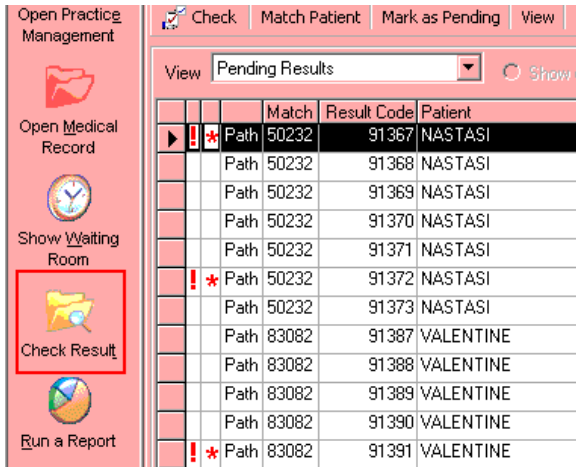 Open Practice
Management
Open Medical
Record
Show Waiting
Room
Check Result
Run a Report
Check Match Patient Mark as Pending View
View Pending Results Show
Match Result Code Patient
! * Path 50232 91367 NASTASI
Path 50232 91368 NASTASI
Path 50232 91369 NASTASI
Path 50232 91370 NASTASI
Path 50232 91371 NASTASI
! * Path 50232 91372 NASTASI
Path 50232 91373 NASTASI
Path 83082 91387 VALENTINE
Path 83082 91388 VALENTINE
Path 83082 91389 VALENTINE
Path 83082 91390 VALENTINE
! * Path 83082 91391 VALENTINE